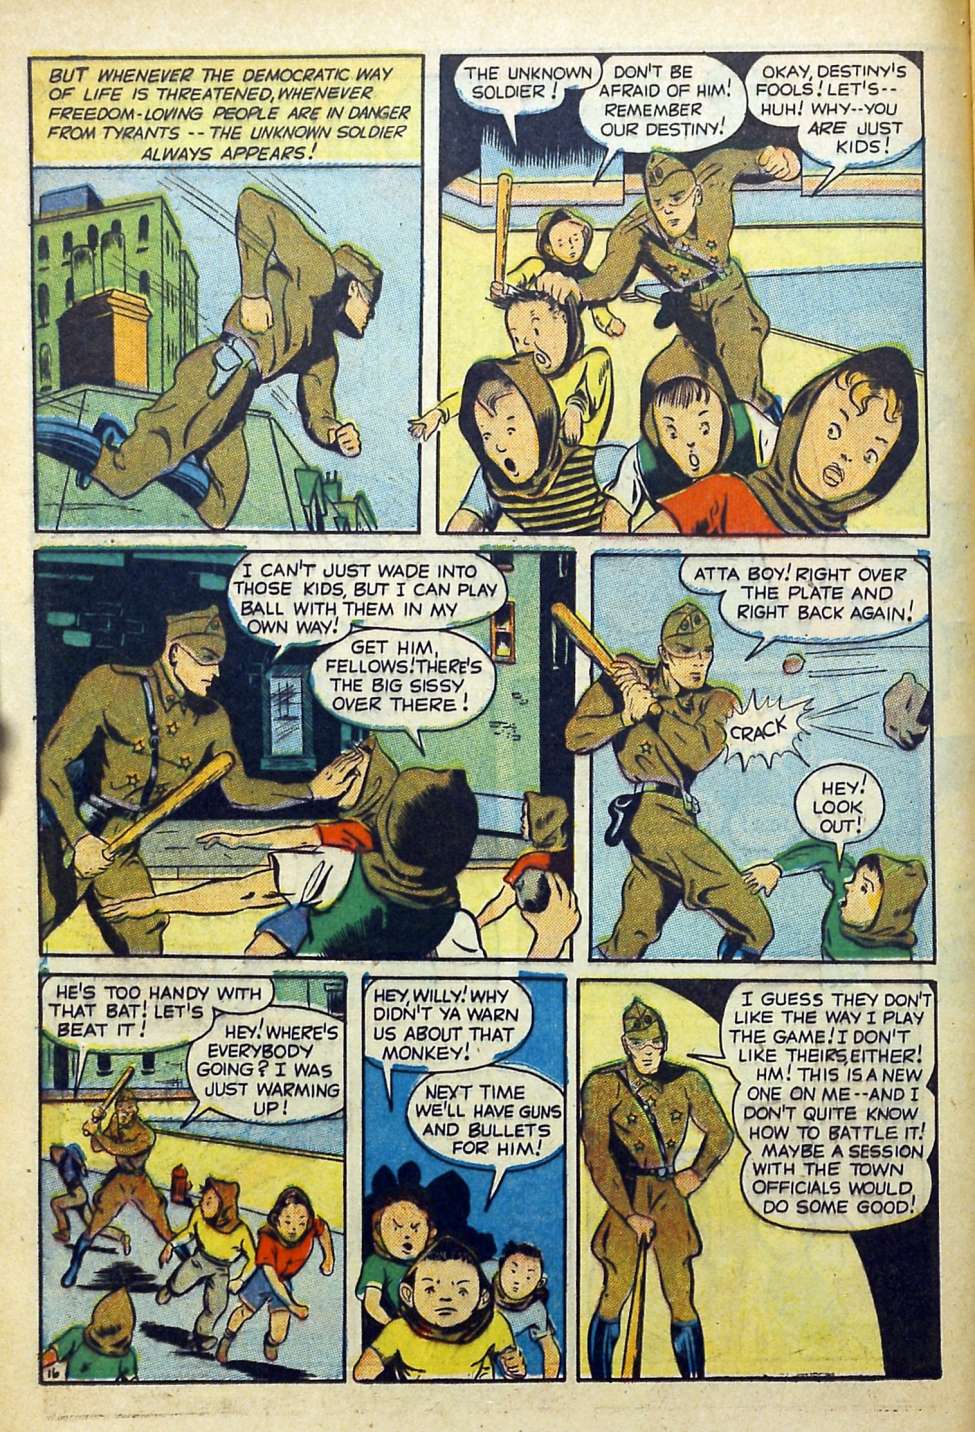 BUT WHENEVER THE DEMOCRATIC WAY
OF LIFE IS THREATENED, WHENEVER
FREEDOM-LOVING PEOPLE ARE IN DANGER
FROM TYRANTS -- THE UNKNOWN SOLDIER
ALWAYS APPEARS!
THE UNKNOWN
SOLDIER!
DON'T BE
AFRAID OF HIM!
REMEMBER
OUR DESTINY!
OKAY, DESTINY'S
FOOLS! LET'S--
HUH! WHY--YOU
ARE JUST
KIDS!
I CAN'T JUST WADE INTO
THOSE KIDS, BUT I CAN PLAY
BALL WITH THEM IN MY
OWN WAY!
GET HIM,
FELLOWS! THERE'S
THE BIG SISSY
OVER THERE!
ATTA BOY! RIGHT OVER
THE PLATE AND
RIGHT BACK AGAIN!
CRACK
HEY!
LOOK
OUT!
HE'S TOO HANDY WITH
THAT BAT! LET'S
BEAT IT!
HEY! WHERE'S
EVERYBODY
GOING? I WAS
JUST WARMING
UP!
16
HEY, WILLY! WHY
DIDN'T YA WARN
US ABOUT THAT
MONKEY!
NEXT TIME
WE'LL HAVE GUNS
AND BULLETS
FOR HIM!
I GUESS THEY DON'T
LIKE THE WAY I PLAY
THE GAME! I DON'T
LIKE THEIRS, EITHER!
HM! THIS IS A NEW
ONE ON ME--AND I
DON'T QUITE KNOW
HOW TO BATTLE IT!
MAYBE A SESSION
WITH THE TOWN
OFFICIALS WOULD
DO SOME GOOD!